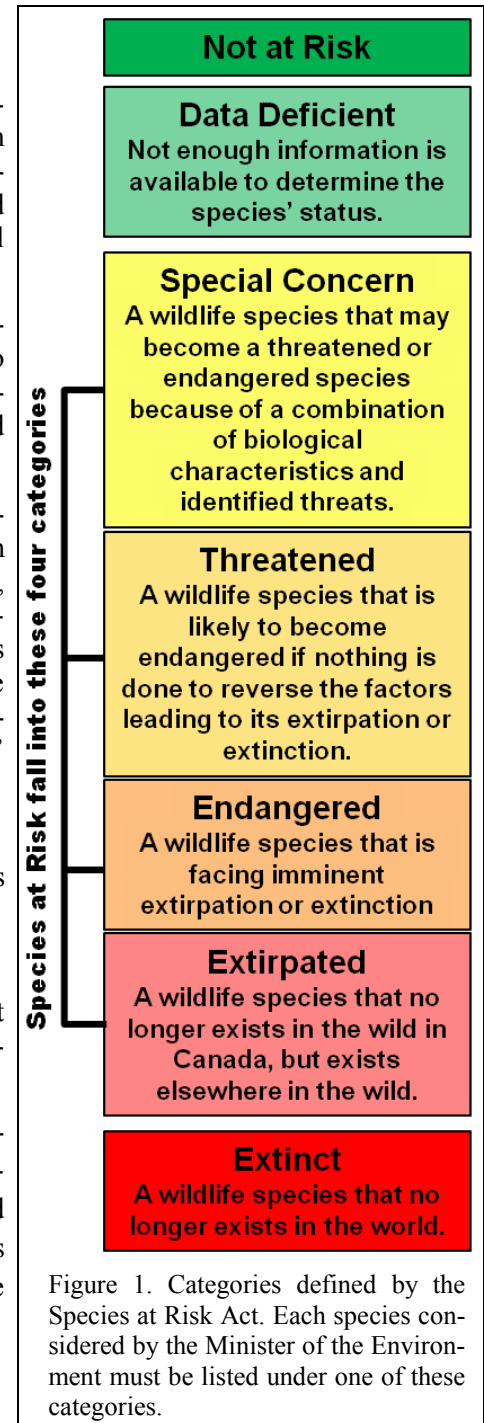 Not at Risk
Data Deficient
Not enough information is
available to determine the
species' status.
Special Concern
A wildlife species that may
become a threatened or
endangered species
because of a combination
of biological
characteristics and
identified threats.
Threatened
A wildlife species that is
likely to become
endangered if nothing is
done to reverse the factors
leading to its extirpation or
extinction.
Endangered
A wildlife species that is
facing imminent
extirpation or extinction
Extirpated
A wildlife species that no
longer exists in the wild in
Canada, but exists
elsewhere in the wild.
Extinct
A wildlife species that no
longer exists in the world.
Species at Risk fall into these four categories
Figure 1. Categories defined by the
Species at Risk Act. Each species con-
sidered by the Minister of the Environ-
ment must be listed under one of these
categories.